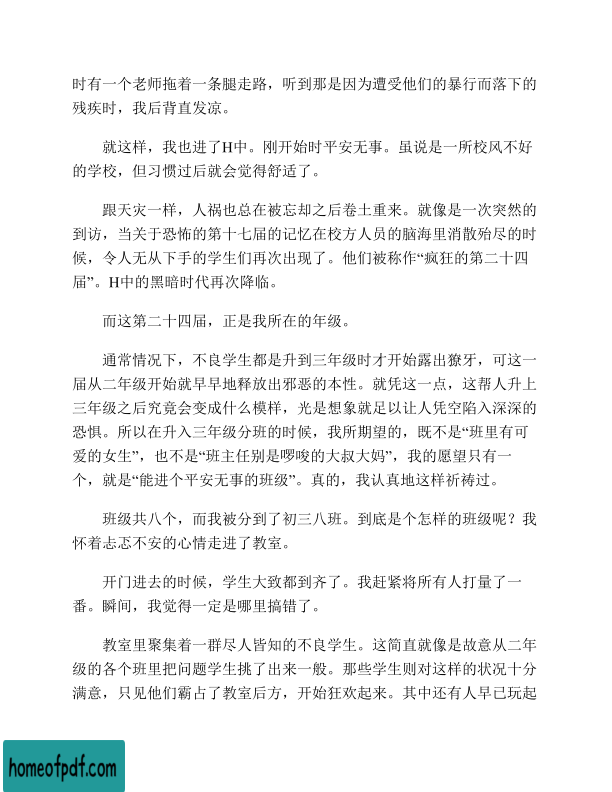 时有一个老师拖着一条腿走路，听到那是因为遭受他们的暴行而落下的
残疾时，我后背直发凉。
就这样，我也进了H中。刚开始时平安无事。虽说是一所校风不好
的学校，但习惯过后就会觉得舒适了。
跟天灾一样，人祸也总在被忘却之后卷土重来。就像是一次突然的
到访，当关于恐怖的第十七届的记忆在校方人员的脑海里消散殆尽的时
候，令人无从下手的学生们再次出现了。他们被称作“疯狂的第二十四
届”。H中的黑暗时代再次降临。
而这第二十四届，正是我所在的年级。
通常情况下，不良学生都是升到三年级时才开始露出獠牙，可这一
届从二年级开始就早早地释放出邪恶的本性。就凭这一点，这帮人升上
三年级之后究竟会变成什么模样，光是想象就足以让人凭空陷入深深的
恐惧。所以在升入三年级分班的时候，我所期望的，既不是“班里有可
爱的女生”，也不是“班主任别是啰唆的大叔大妈”，我的愿望只有一
个，就是“能进个平安无事的班级”。真的，我认真地这样祈祷过。
班级共八个，而我被分到了初三八班。到底是个怎样的班级呢？我
怀着忐忑不安的心情走进了教室。
开门进去的时候，学生大致都到齐了。我赶紧将所有人打量了一
番。瞬间，我觉得一定是哪里搞错了。
教室里聚集着一群尽人皆知的不良学生。这简直就像是故意从二年
级的各个班里把问题学生挑了出来一般。那些学生则对这样的状况十分
满意，只见他们霸占了教室后方，开始狂欢起来。其中还有人早已玩起
homeofpdf.com